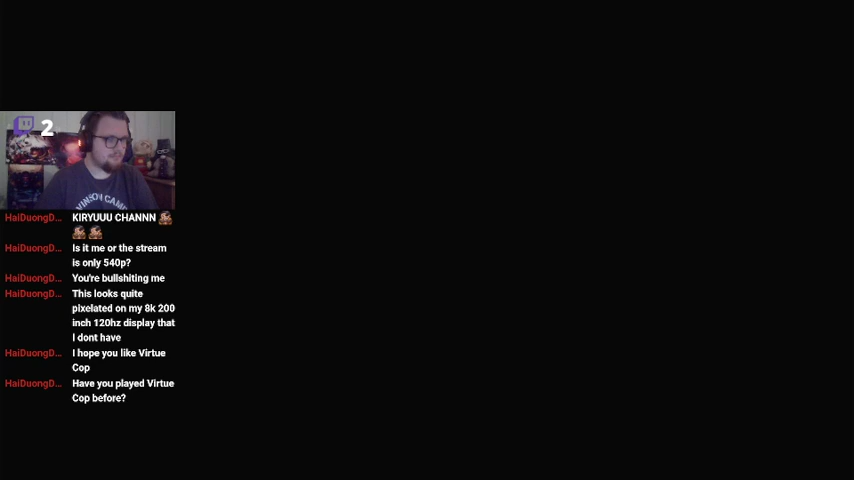 2
VINSON GAM
HaiDuongD... KIRYUUU CHANNN
HaiDuongD... Is it me or the stream
is only 540p?
HaiDuongD... You're bullshiting me
HaiDuongD... This looks quite
pixelated on my 8k 200
inch 120hz display that
I dont have
HaiDuongD... I hope you like Virtue
Cop
HaiDuongD... Have you played Virtue
Cop before?